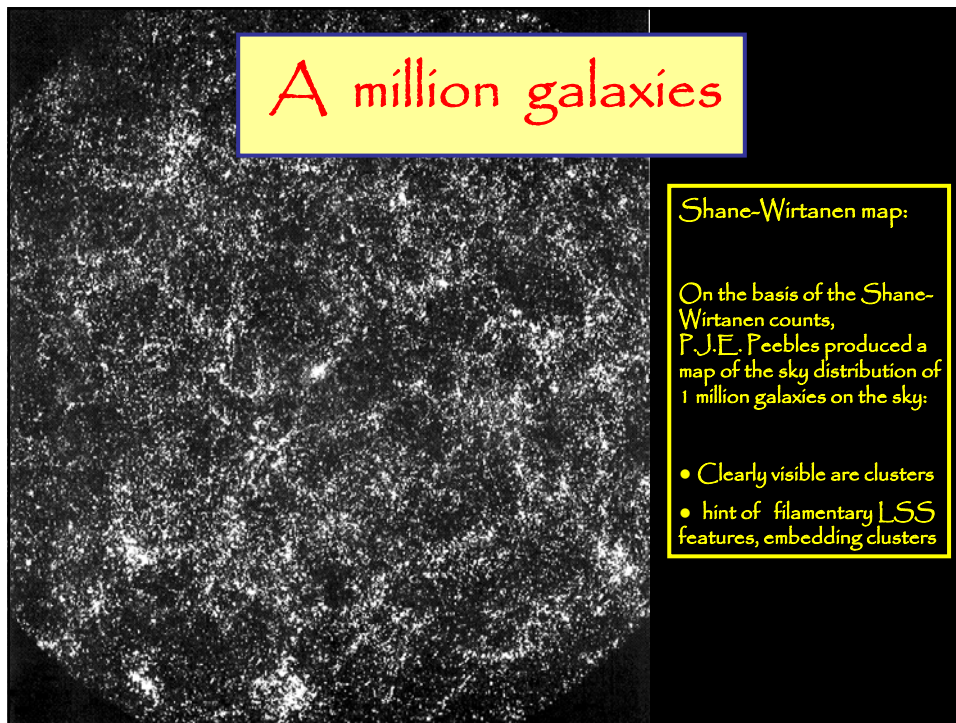 A million galaxies
Shane-Wirtanen map:
On the basis of the Shane-
Wirtanen counts,
P.J.E. Peebles produced a
map of the sky distribution of
1 million galaxies on the sky:
● Clearly visible are clusters
● hint of filamentary LSS
features, embedding clusters